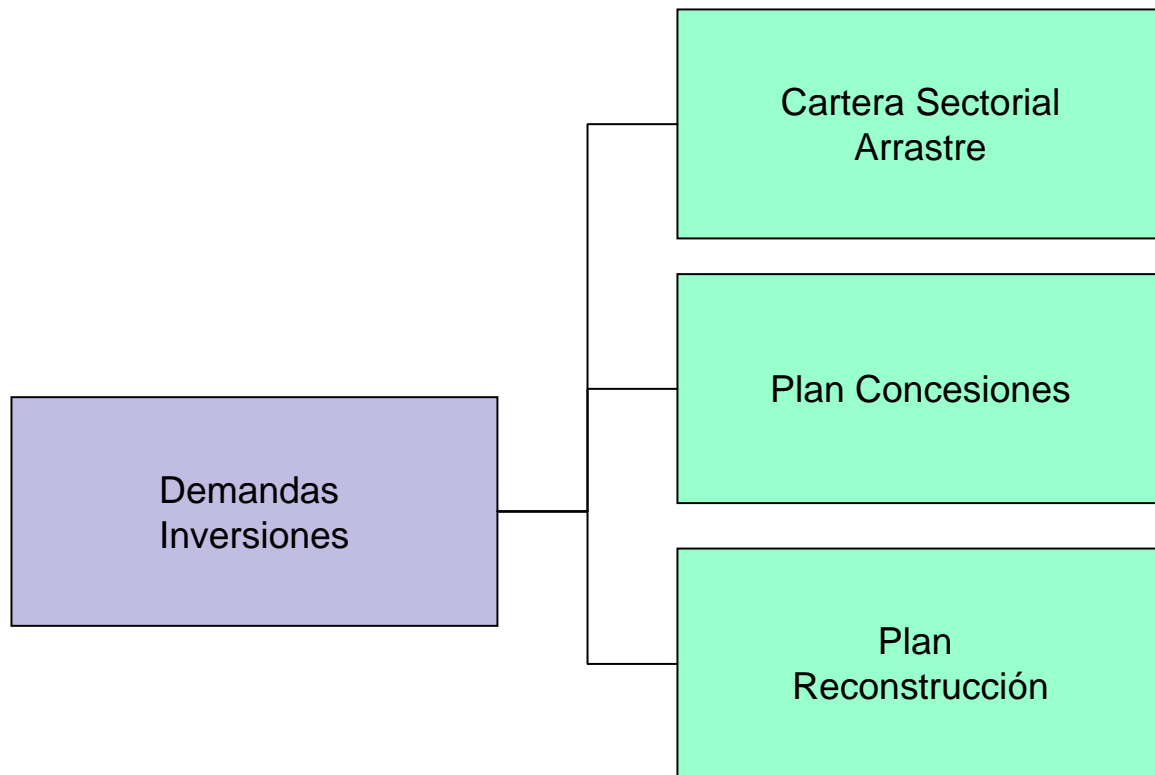 Cartera Sectorial
Arrastre
Plan Concesiones
Demandas
Inversiones
Plan
Reconstrucción